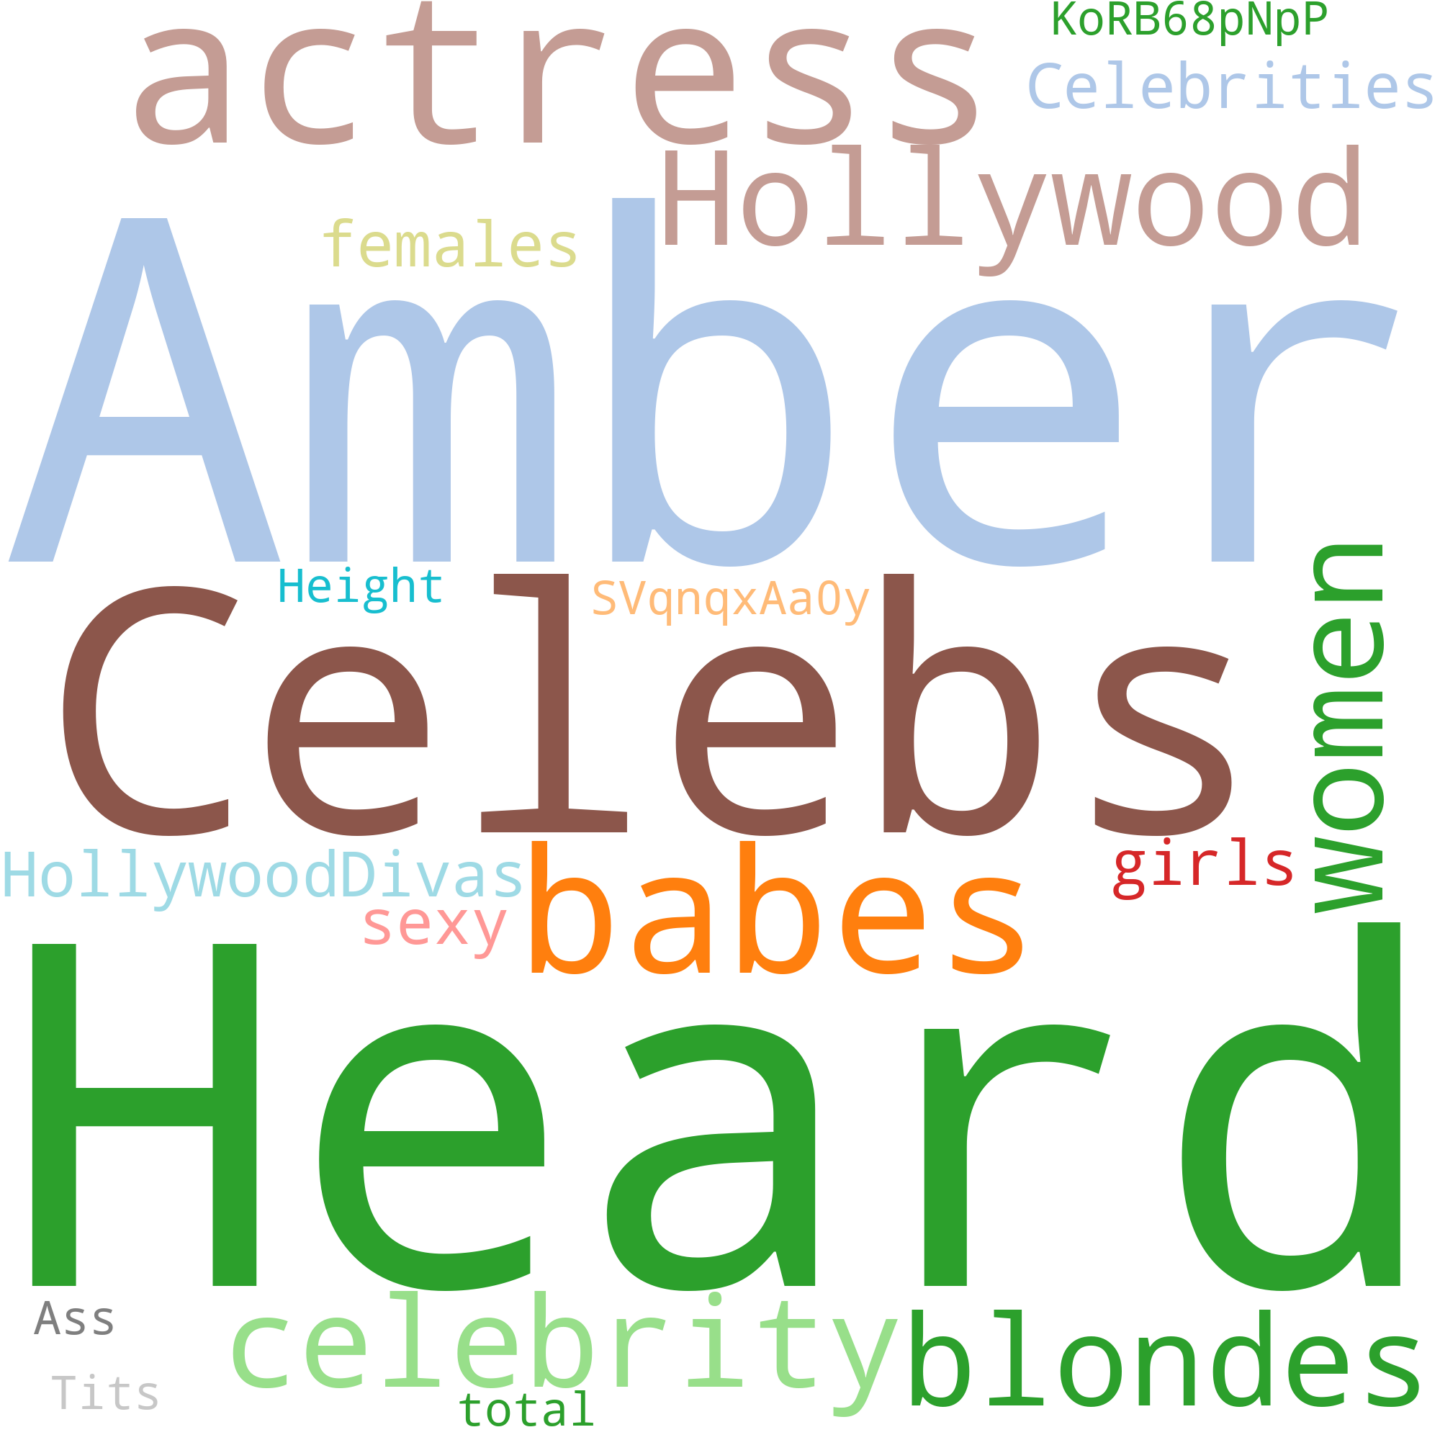 actress
KoRB68pNpP
Celebrities
Hollywood
females
Amber
Height
SVqnqxAa0y
Celebs
women
HollywoodDivas
babes
girls
sexy
Heard
Ass
celebrity
blondes
Tits
total